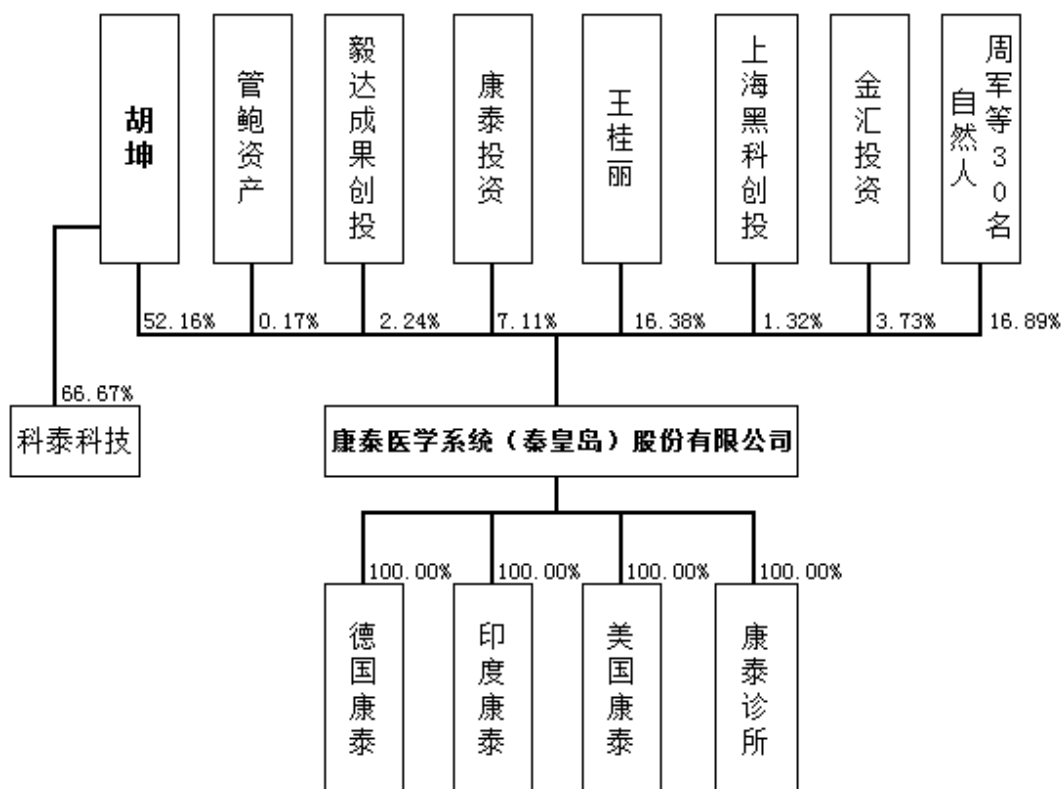 胡坤
管鲍资产
毅达成果创投
康泰投资
王桂丽
上海黑科创投
金汇投资
周军等30名
自然人
52.16%
0.17%
2.24%
7.11%
16.38%
1.32%
3.73%
16.89%
66.67%
科泰科技
康泰医学系统（秦皇岛）股份有限公司
100.00%
100.00%
100.00%
100.00%
德国康泰
印度康泰
美国康泰
康泰诊所